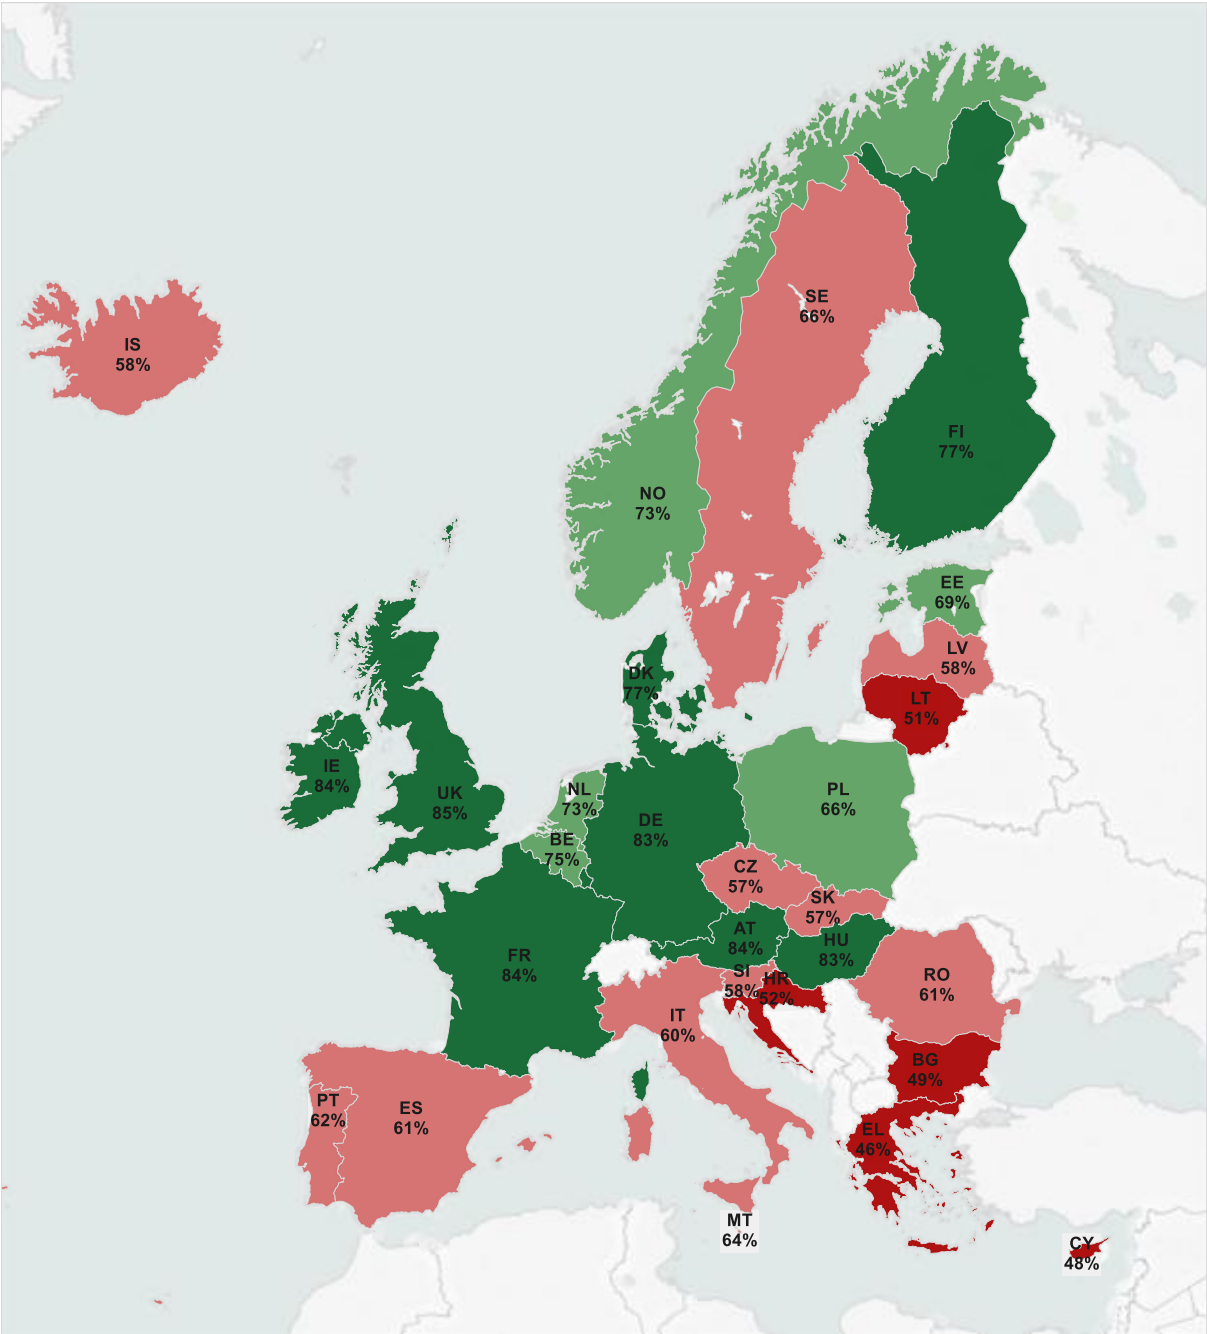 SE
66%
IS
58%
FI
77%
NO
73%
EE
69%
LV
58%
DK
77%
LT
51%
IE
84%
UK
85%
NL
73%
PL
66%
DE
83%
BE
75%
CZ
57%
SK
57%
AT
84%
HU
83%
FR
84%
SI
58%
HR
52%
RO
61%
IT
60%
BG
49%
PT
62%
ES
61%
EL
46%
MT
64%
CY
48%